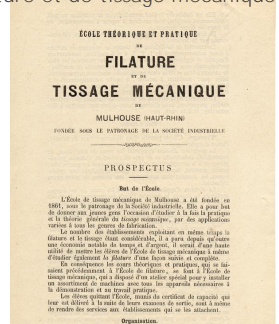 ure et de tissage mécanique
ÉCOLE THÉORIQUE ET PRATIQUE
DE
FILATURE
ET DE
TISSAGE MÉCANIQUE
DE
MULHOUSE (HAUT-RHIN)
FONDÉE SOUS LE PATRONAGE DE LA SOCIÉTÉ INDUSTRIELLE
PROSPECTUS
But de l'École.
L'École de tissage mécanique de Mulhouse a été fondée en
1861, sous le patronage de la Société industrielle. Elle a pour but
de donner aux jeunes gens l'occasion d'étudier à la fois la pratique
et la théorie générale du tissage mécanique, par des applications
variées à tous les genres de fabrication.
Le nombre des établissements exploitant en même temps la
filature et le tissage étant considérable, il a paru depuis qu'outre
une économie notable de temps et d'argent, il serait d'une haute
utilité de mettre les élèves de l'École de tissage mécanique à même
d'étudier également la filature d'une façon suivie et complète.
En conséquence les cours théoriques et pratiques, qui se fai-
saient précédemment à l'École de filature, se font à l'École de
tissage mécanique, qui a disposé d'un atelier spécial pour y installer
un assortiment de machines avec tous les appareils nécessaires à
la démonstration et au travail pratique.
Les élèves quittant l'École, munis du certificat de capacité qui
leur est délivré à la suite de leurs examens de sortie, sont à même
de rendre des services aux établissements qui se les attachent.
Organisation.